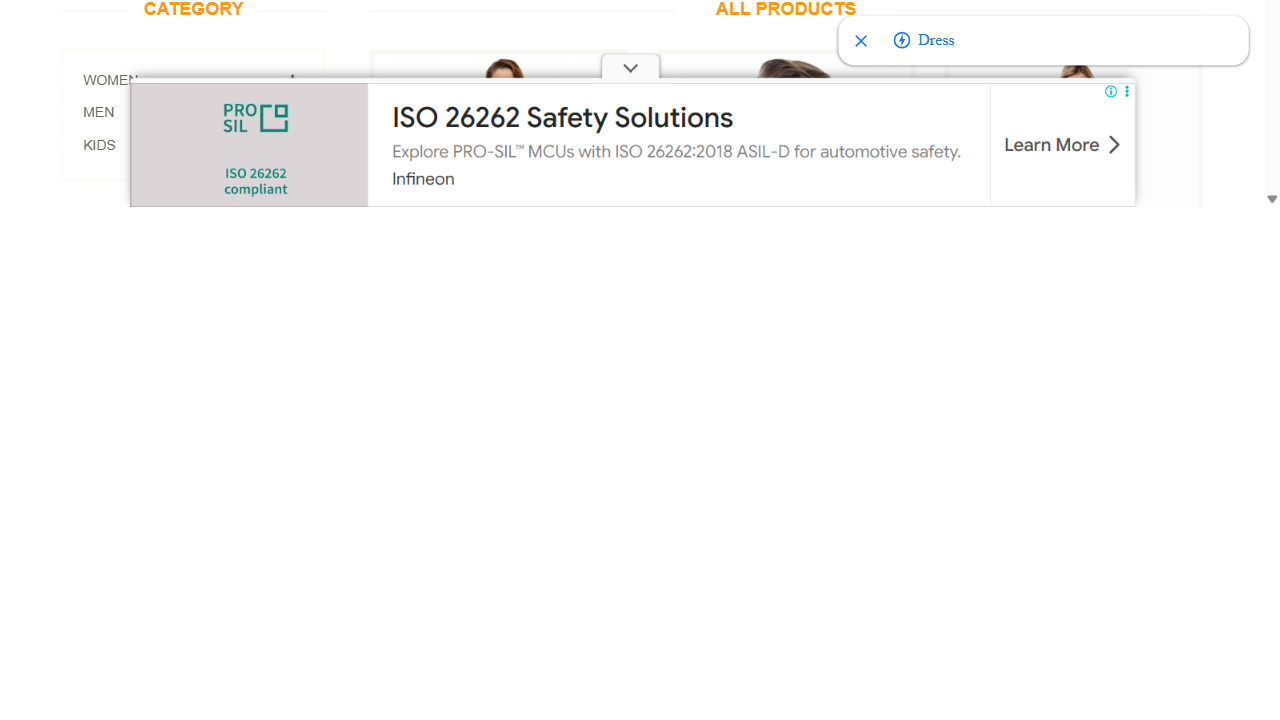 CATEGORY
ALL PRODUCTS
Dress
WOMEN
MEN
KIDS
PRO
SIL
ISO 26262
compliant
ISO 26262 Safety Solutions
Explore PRO-SIL™ MCUs with ISO 26262:2018 ASIL-D for automotive safety.
Infineon
Learn More